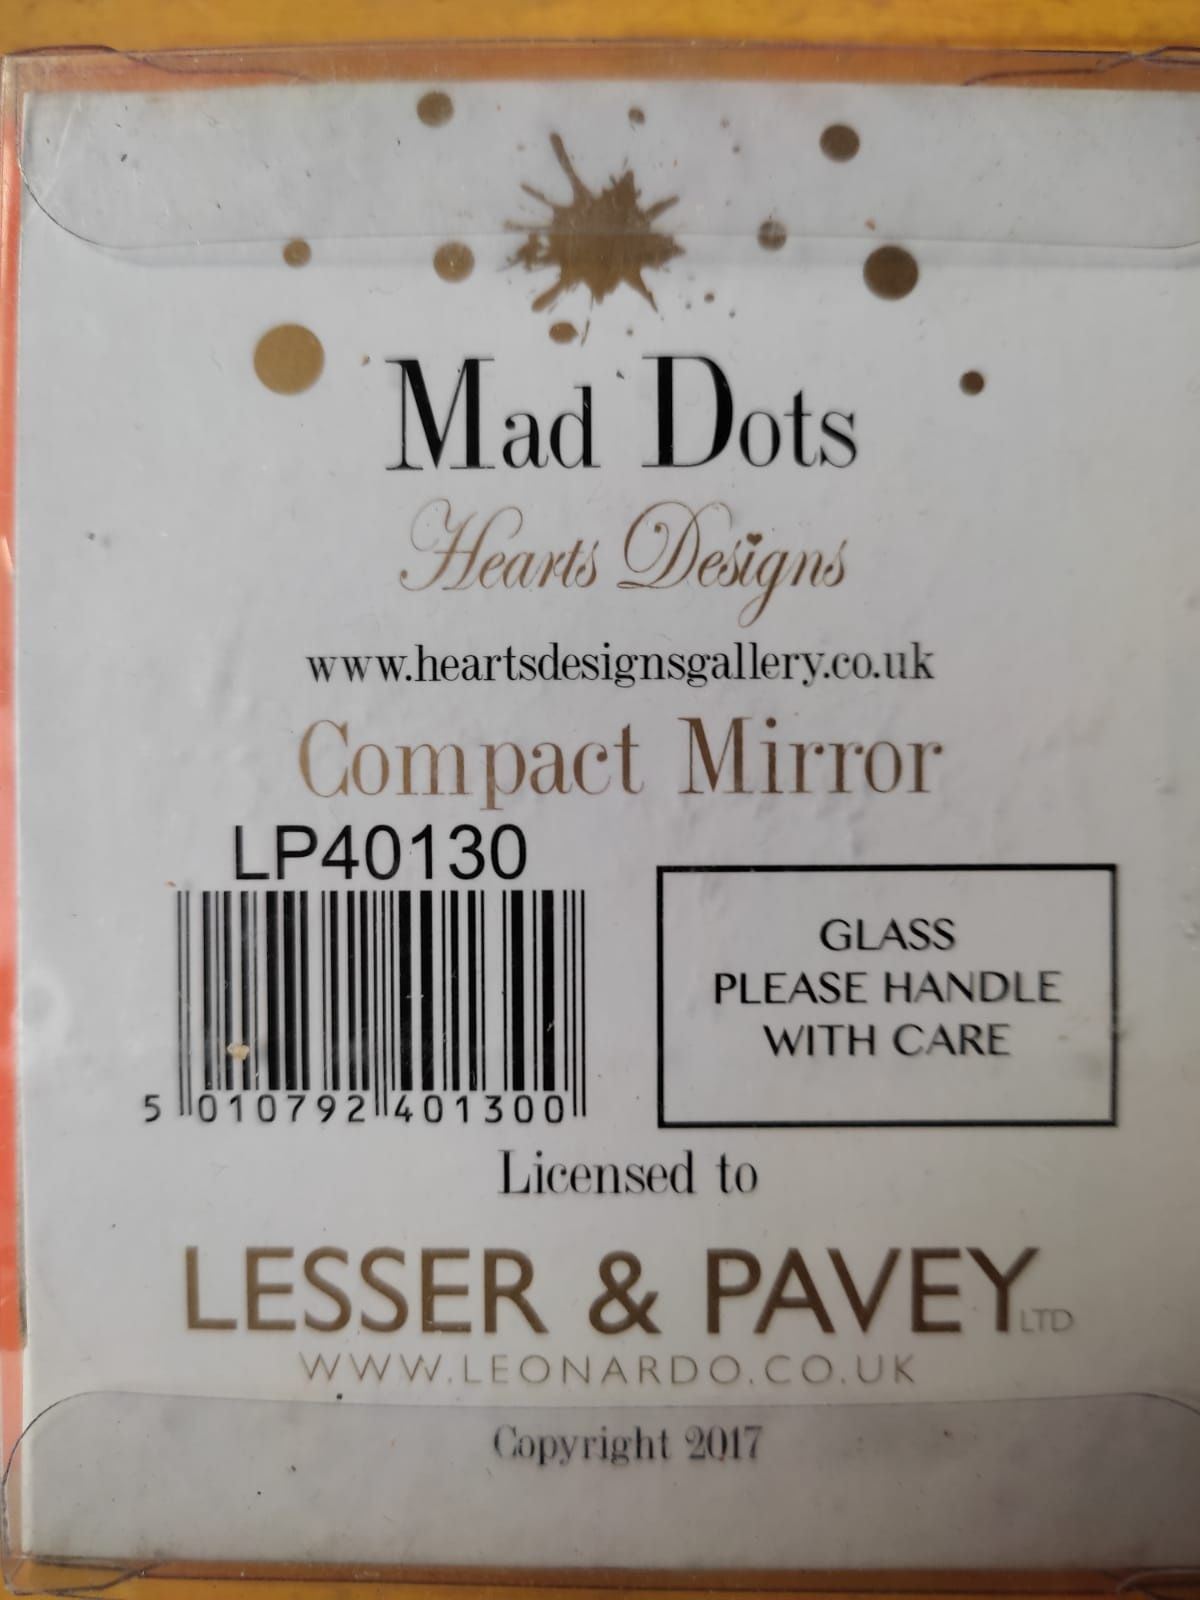 Mad Dots
Hearts Designs
www.heartsdesignsgallery.co.uk
Compact Mirror
LP40130
5 010792 401300
GLASS
PLEASE HANDLE
WITH CARE
Licensed to
LESSER & PAVEY LTD
WWW.LEONARDO.CO.UK
Copyright 2017